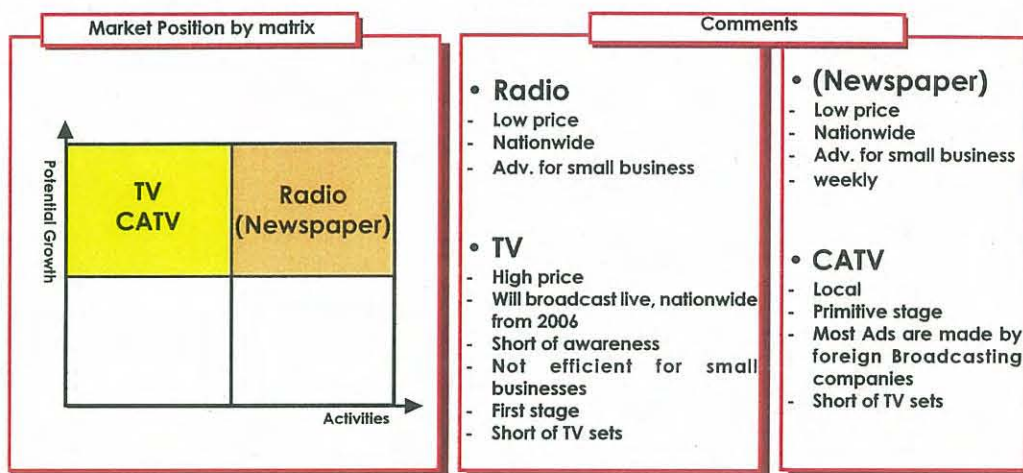 Market Position by matrix
Potential Growth
TV
CATV
Radio
(Newspaper)
Activities
Comments
• Radio
- Low price
- Nationwide
- Adv. for small business
• TV
- High price
- Will broadcast live, nationwide
from 2006
- Short of awareness
- Not efficient for small
businesses
- First stage
- Short of TV sets
• (Newspaper)
- Low price
- Nationwide
- Adv. for small business
- weekly
• CATV
- Local
- Primitive stage
- Most Ads are made by
foreign Broadcasting
companies
- Short of TV sets